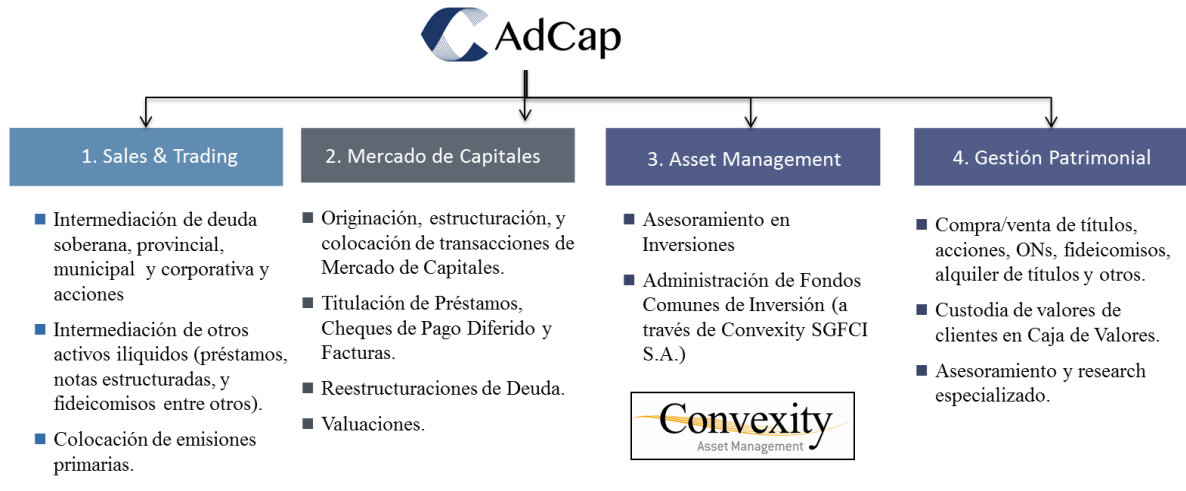 AdCap
1. Sales & Trading
Intermediación de deuda
soberana, provincial,
municipal y corporativa y
acciones
Intermediación de otros
activos ilíquidos (préstamos,
notas estructuradas, y
fideicomisos entre otros).
Colocación de emisiones
primarias.
2. Mercado de Capitales
Originación, estructuración, y
colocación de transacciones de
Mercado de Capitales.
Titulación de Préstamos,
Cheques de Pago Diferido y
Facturas.
Reestructuraciones de Deuda.
Valuaciones.
3. Asset Management
Asesoramiento en
Inversiones
Administración de Fondos
Comunes de Inversión (a
través de Convexity SGFCI
S.A.)
Convexity
Asset Management
4. Gestión Patrimonial
Compra/venta de títulos,
acciones, ONs, fideicomisos,
alquiler de títulos y otros.
Custodia de valores de
clientes en Caja de Valores.
Asesoramiento y research
especializado.